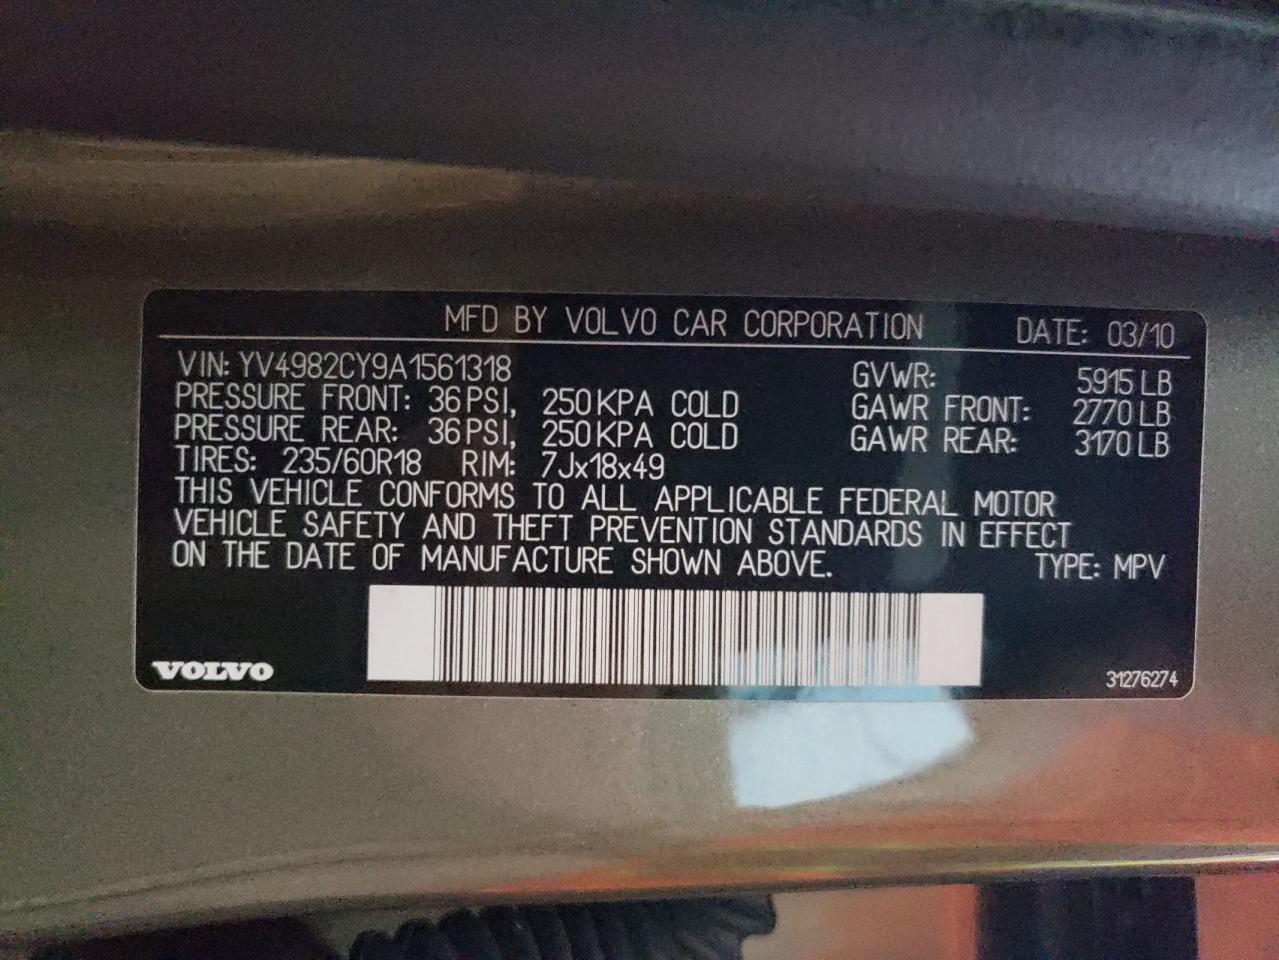 MFD BY VOLVO CAR CORPORATION DATE: 03/10
VIN: YV4982CY9A1561318 GVWR: 5915 LB
PRESSURE FRONT: 36 PSI, 250 KPA COLD GAWR FRONT: 2770 LB
PRESSURE REAR: 36 PSI, 250 KPA COLD GAWR REAR: 3170 LB
TIRES: 235/60R18 RIM: 7Jx18x49
THIS VEHICLE CONFORMS TO ALL APPLICABLE FEDERAL MOTOR
VEHICLE SAFETY AND THEFT PREVENTION STANDARDS IN EFFECT
ON THE DATE OF MANUFACTURE SHOWN ABOVE. TYPE: MPV
VOLVO 31276274